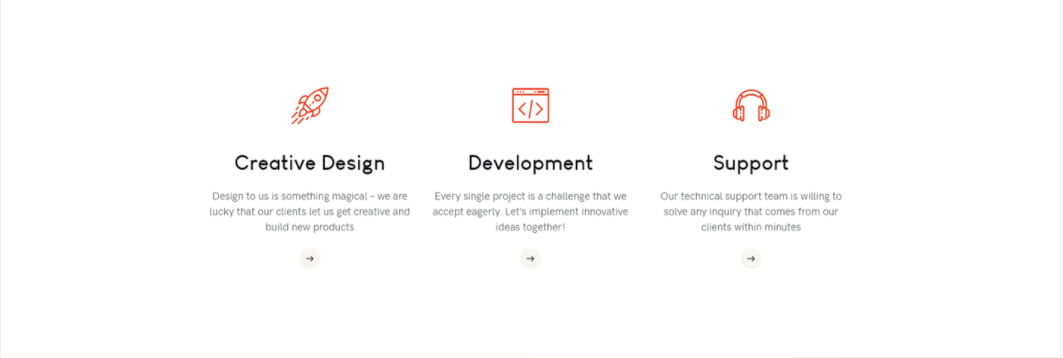 Creative Design
Design to us is something magical – we are
lucky that our clients let us get creative and
build new products
Development
Every single project is a challenge that we
accept eagerly. Let's implement innovative
ideas together!
Support
Our technical support team is willing to
solve any inquiry that comes from our
clients within minutes